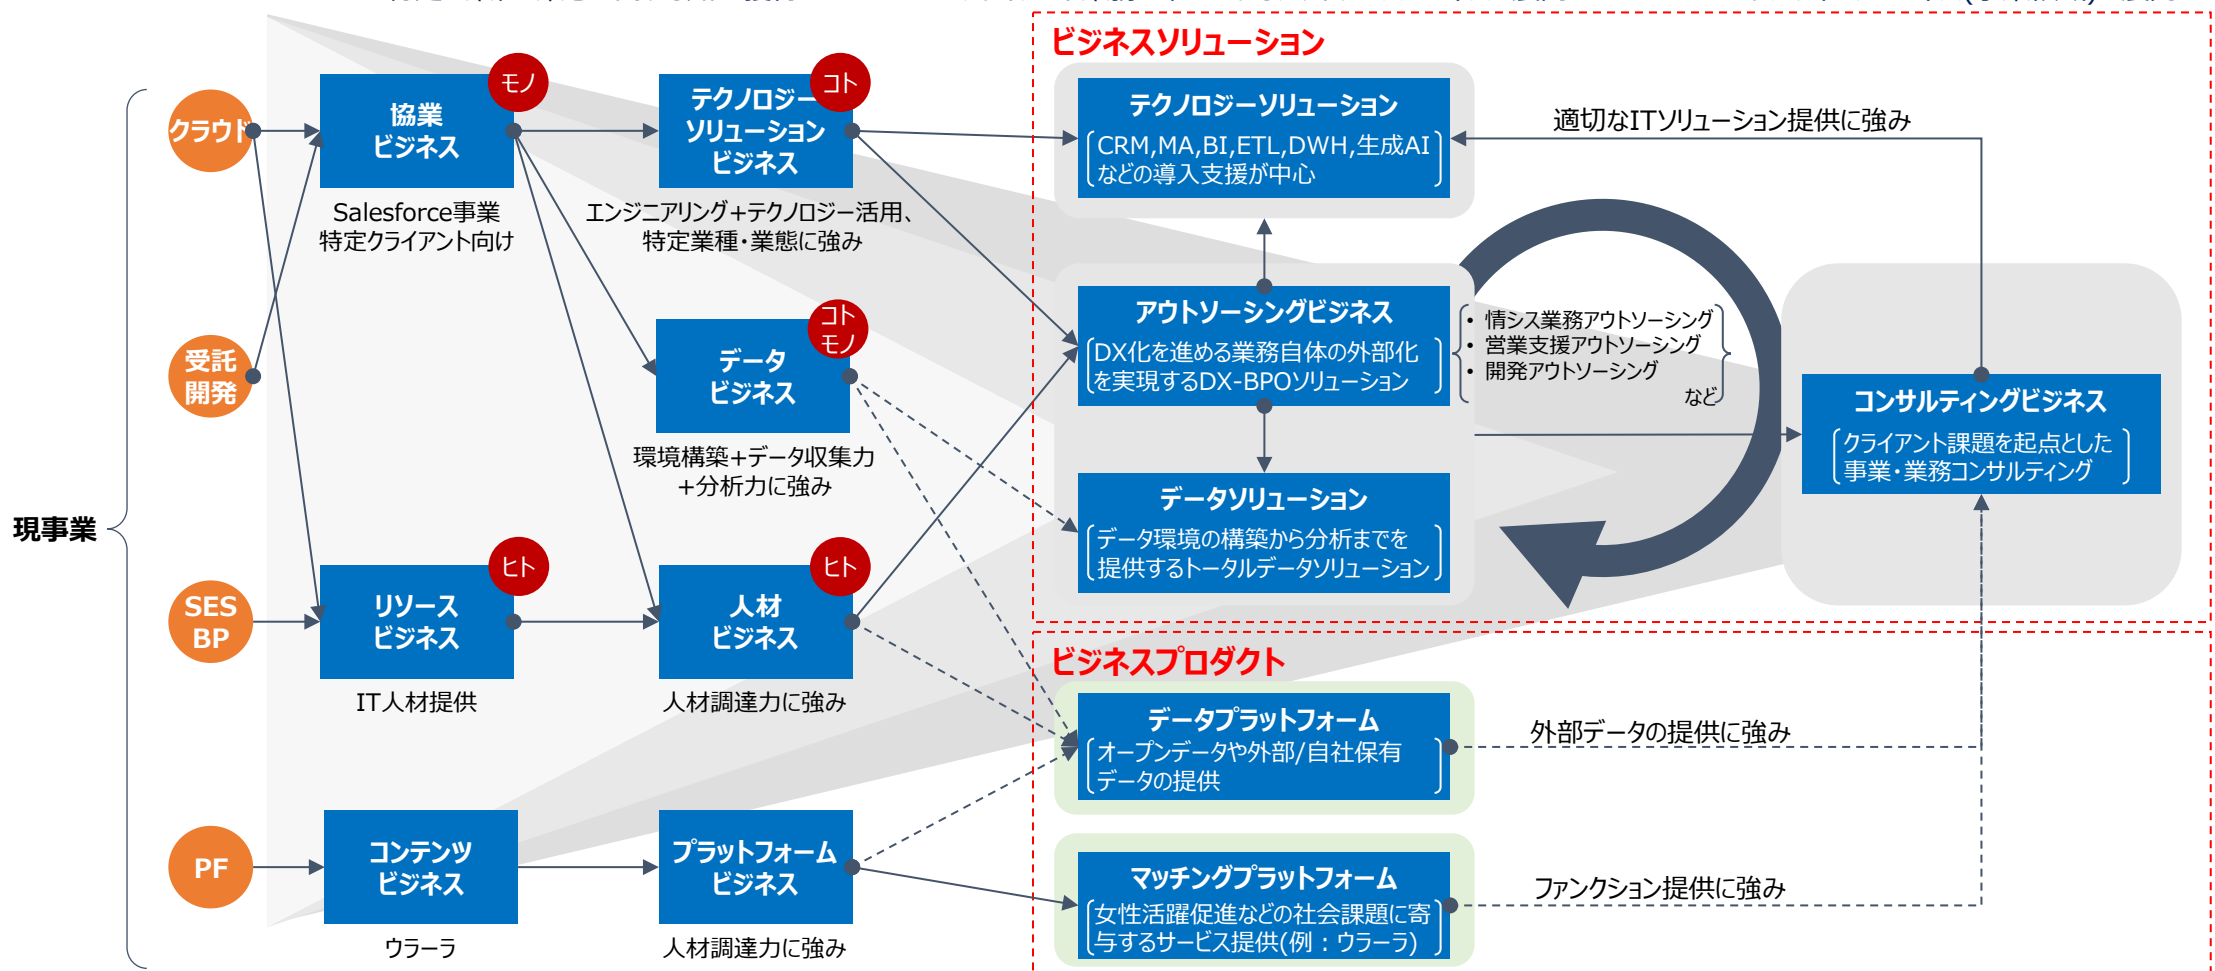 ビジネスソリューション
モノ
コト
クラウド
協業
ビジネス
テクノロジー
ソリューション
ビジネス
テクノロジーソリューション
CRM,MA,BI,ETL,DWH,生成AI
などの導入支援が中心
適切なITソリューション提供に強み
Salesforce事業
特定クライアント向け
エンジニアリング+テクノロジー活用、
特定業種・業態に強み
受託
開発
コト
モノ
データ
ビジネス
環境構築+データ収集力
+分析力に強み
アウトソーシングビジネス
DX化を進める業務自体の外部化
を実現するDX-BPOソリューション
• 情シス業務アウトソーシング
• 営業支援アウトソーシング
• 開発アウトソーシング
など
コンサルティングビジネス
クライアント課題を起点とした
事業・業務コンサルティング
データソリューション
データ環境の構築から分析までを
提供するトータルデータソリューション
現事業
SES
BP
ヒト
リソース
ビジネス
IT人材提供
ヒト
人材
ビジネス
人材調達力に強み
ビジネスプロダクト
データプラットフォーム
オープンデータや外部/自社保有
データの提供
外部データの提供に強み
PF
コンテンツ
ビジネス
ウラーラ
プラットフォーム
ビジネス
人材調達力に強み
マッチングプラットフォーム
女性活躍促進などの社会課題に寄
与するサービス提供(例：ウラーラ)
ファンクション提供に強み